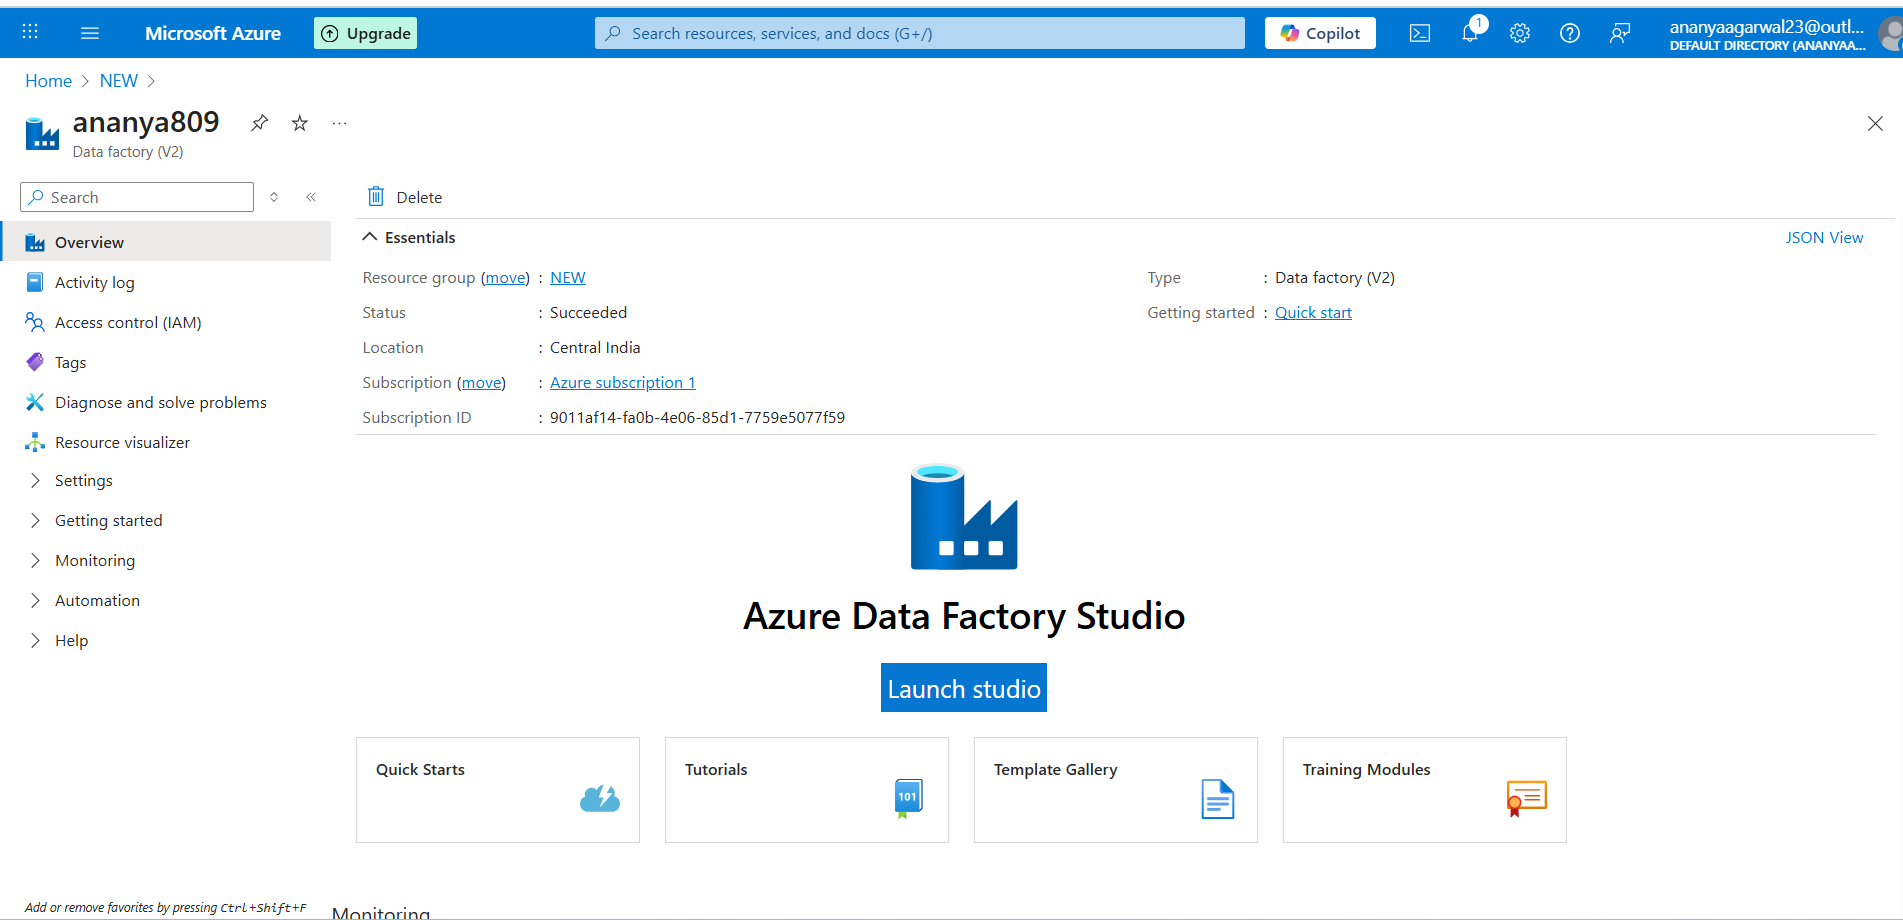 Microsoft Azure
Upgrade
Search resources, services, and docs (G+/)
Copilot
1
ananyaagarwal23@outl...
DEFAULT DIRECTORY (ANANYAA...
Home > NEW >
ananya809
...
Data factory (V2)
Search
Overview
Activity log
Access control (IAM)
Tags
Diagnose and solve problems
Resource visualizer
Settings
Getting started
Monitoring
Automation
Help
Add or remove favorites by pressing Ctrl+Shift+F
Delete
Essentials
JSON View
Resource group (move) : NEW
Status : Succeeded
Location : Central India
Subscription (move) : Azure subscription 1
Subscription ID : 9011af14-fa0b-4e06-85d1-7759e5077f59
Type : Data factory (V2)
Getting started : Quick start
Azure Data Factory Studio
Launch studio
Quick Starts
Tutorials
101
Template Gallery
Training Modules
Monitoring